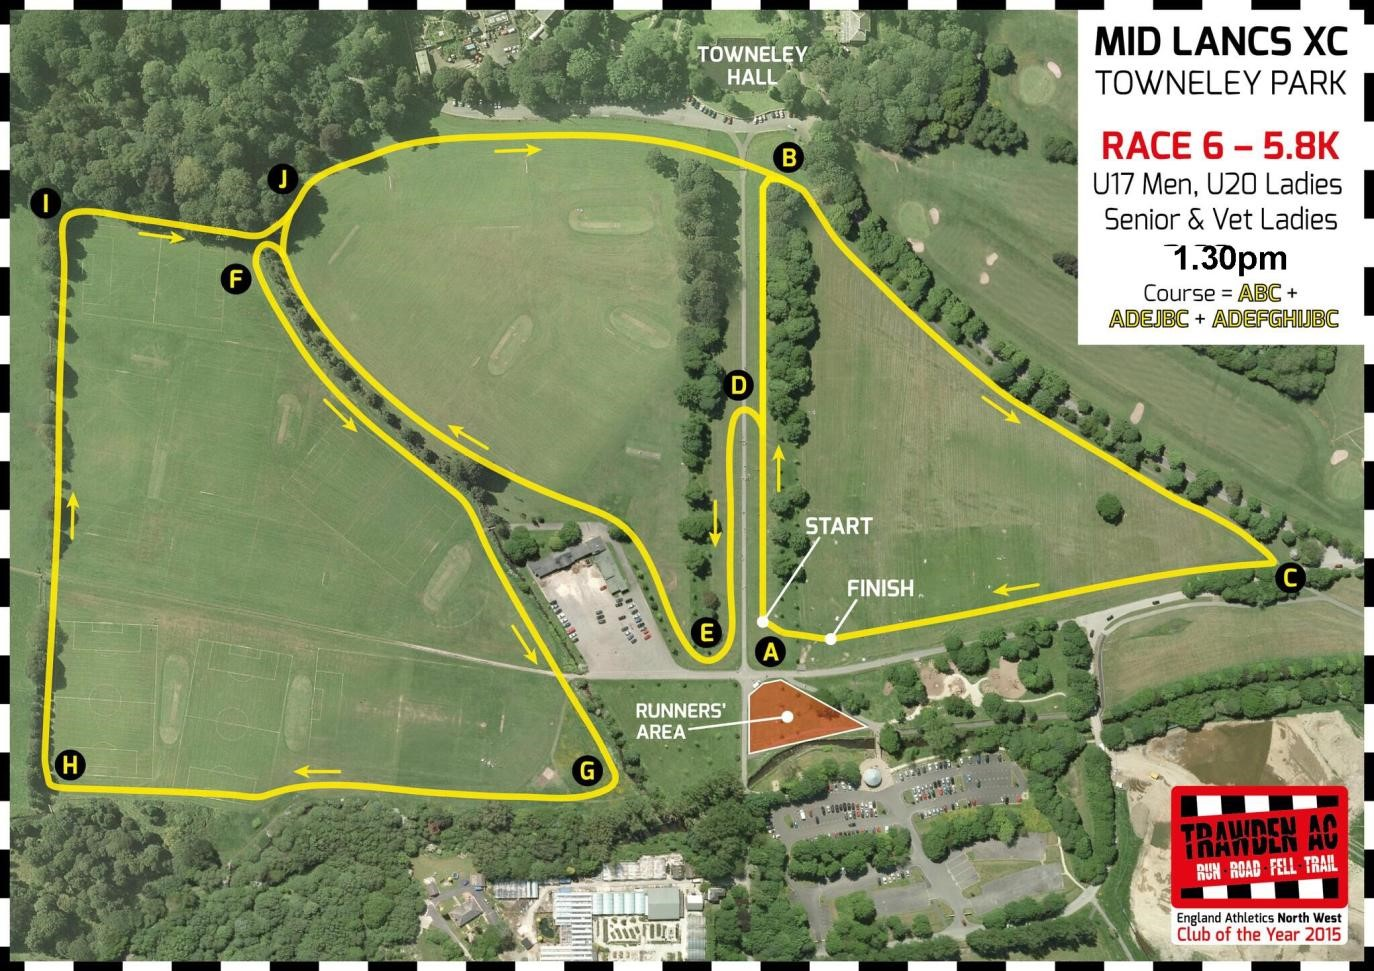 MID LANCS XC
TOWNELEY PARK
RACE 6 – 5.8K
U17 Men, U20 Ladies
Senior & Vet Ladies
1.30pm
Course = ABC +
ADEJBC + ADEFGHIJBC
TOWNELEY
HALL
B
J
I
F
D
START
FINISH
C
E
A
RUNNERS'
AREA
H
G
TRAWDEN AC
RUN · ROAD · FELL · TRAIL
England Athletics North West
Club of the Year 2015